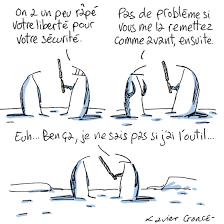 On a un peu râpé
votre liberté pour
votre sécurité.
Pas de problème si
vous me la remettez
comme avant, ensuite.
Euh... Ben ça, je ne sais pas si j'ai l'outil...
Xavier Gorce-